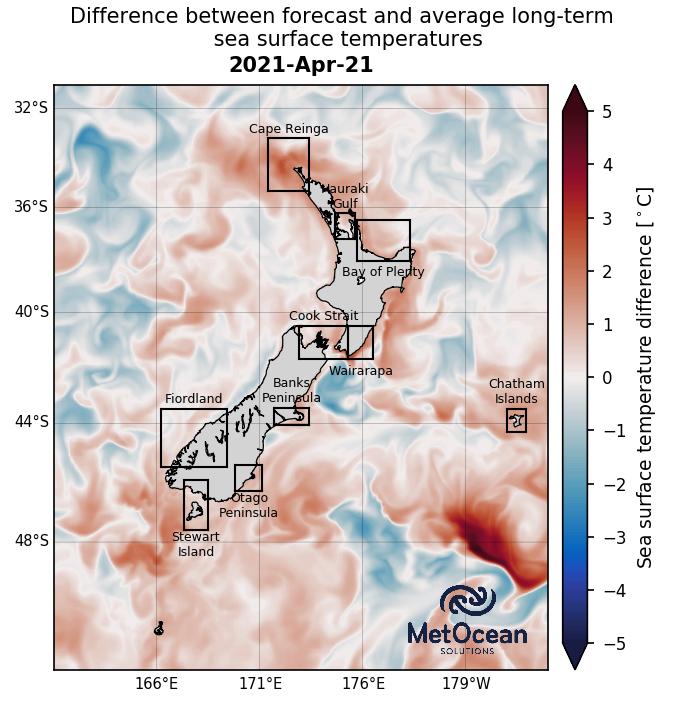 Difference between forecast and average long-term
sea surface temperatures
2021-Apr-21
32°S
36°S
40°S
44°S
48°S
166°E
171°E
176°E
179°W
Cape Reinga
Hauraki
Gulf
Bay of Plenty
Cook Strait
Wairarapa
Banks
Peninsula
Fiordland
Chatham
Islands
Otago
Peninsula
Stewart
Island
MetOcean
SOLUTIONS
5
4
3
2
1
0
−1
−2
−3
−4
−5
Sea surface temperature difference [°C]